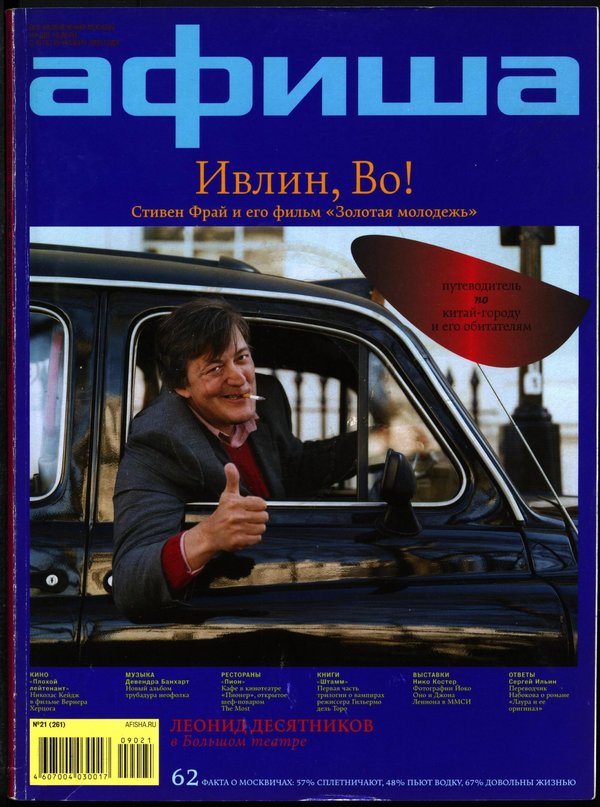 афиша
Ивлин, Во!
Стивен Фрай и его фильм «Золотая молодежь»
путеводитель
по
китай-городу
и его обитателям
КИНО
«Плохой
лейтенант»
Николас Кейдж
в фильме Вернера
Херцога
МУЗЫКА
Девендра Банхарт
Новый альбом
трубадура неофолка
РЕСТОРАНЫ
«Пион»
Кафе в кинотеатре
«Пионер», открытое
шеф-поваром
The Most
КНИГИ
«Штамм»
Первая часть
трилогии о вампирах
режиссера Гильермо
дель Торо
ВЫСТАВКИ
Нико Костер
Фотографии Йоко
Оно и Джона
Леннона в ММСИ
ОТВЕТЫ
Сергей Ильин
Переводчик
Набокова о романе
«Лаура и ее
оригинал»
№21 (261)
AFISHA.RU
09021
4 607004 030017
ЛЕОНИД ДЕСЯТНИКОВ
в Большом театре
62 ФАКТА О МОСКВИЧАХ: 57% СПЛЕТНИЧАЮТ, 48% ПЬЮТ ВОДКУ, 67% ДОВОЛЬНЫ ЖИЗНЬЮ